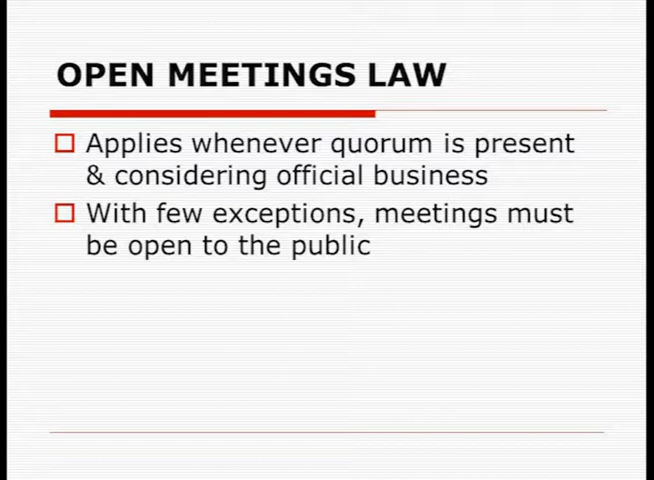 OPEN MEETINGS LAW
Applies whenever quorum is present
& considering official business
With few exceptions, meetings must
be open to the public